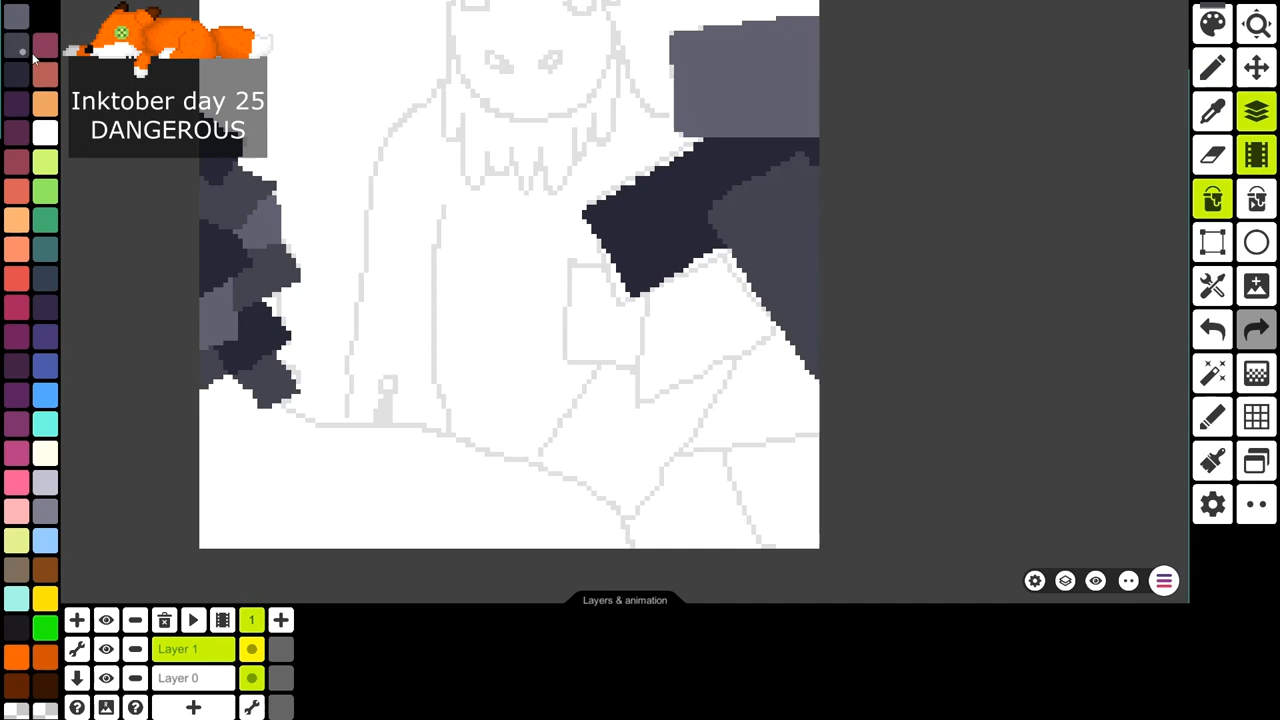 Inktober day 25
DANGEROUS
Layers & animation
1
Layer 1
Layer 0